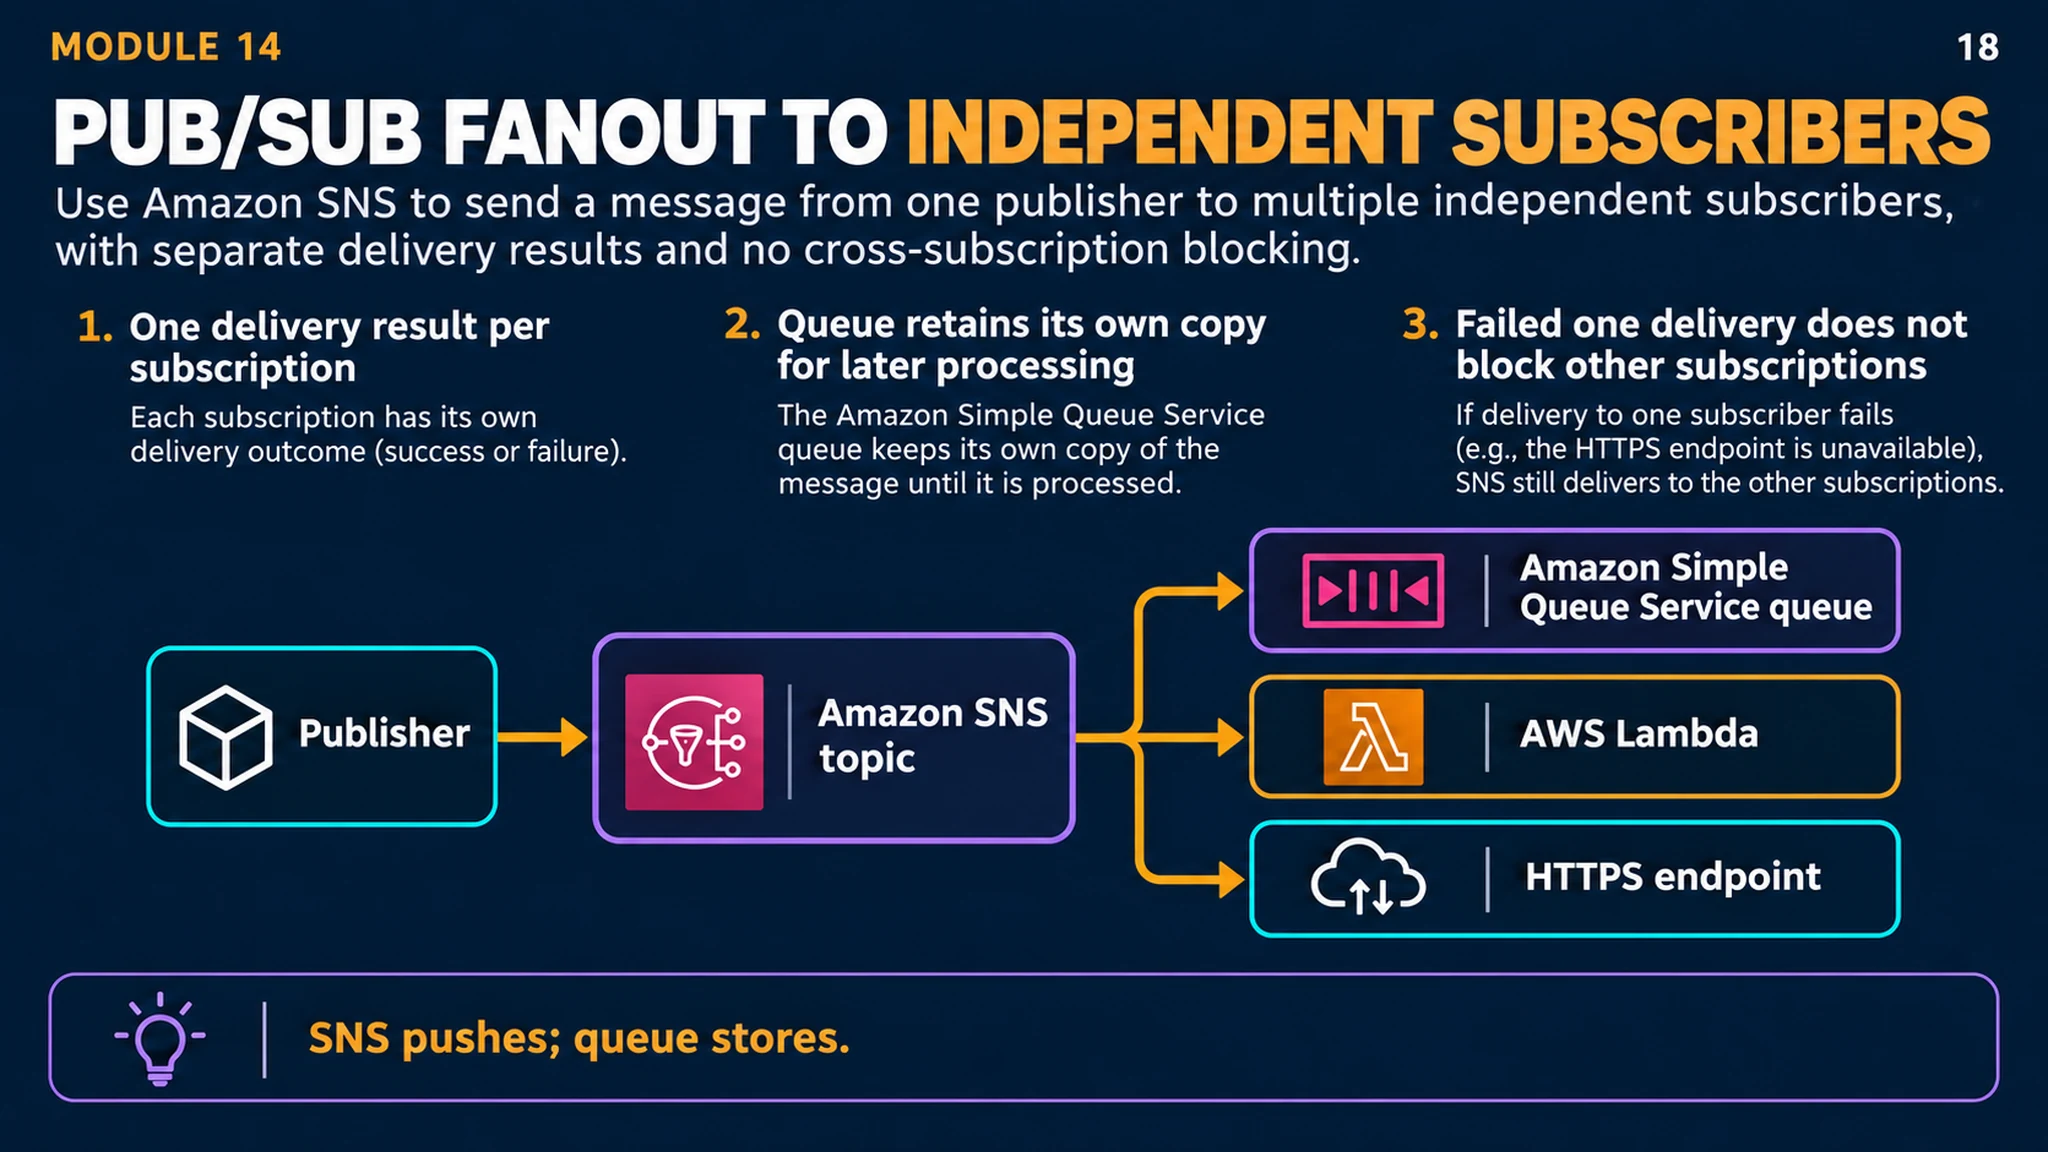 MODULE 14
18
PUB/SUB FANOUT TO INDEPENDENT SUBSCRIBERS
Use Amazon SNS to send a message from one publisher to multiple independent subscribers,
with separate delivery results and no cross-subscription blocking.
1. One delivery result per
subscription
Each subscription has its own
delivery outcome (success or failure).
2. Queue retains its own copy
for later processing
The Amazon Simple Queue Service
queue keeps its own copy of the
message until it is processed.
3. Failed one delivery does not
block other subscriptions
If delivery to one subscriber fails
(e.g., the HTTPS endpoint is unavailable),
SNS still delivers to the other subscriptions.
Publisher
Amazon SNS
topic
Amazon Simple
Queue Service queue
AWS Lambda
HTTPS endpoint
SNS pushes; queue stores.